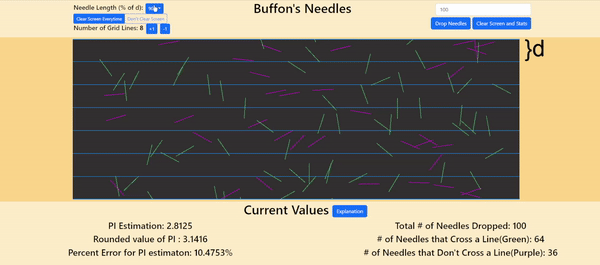 Needle Length (% of d):
Buffon's Needles
100
Clear Screen Everytime Don't Clear Screen
Drop Needles Clear Screen and Stats
Number of Grid Lines: 8 +1 -1
}d
Current Values Explanation
PI Estimation: 2.8125
Total # of Needles Dropped: 100
Rounded value of PI : 3.1416
# of Needles that Cross a Line(Green): 64
Percent Error for PI estimaton: 10.4753%
# of Needles that Don't Cross a Line(Purple): 36